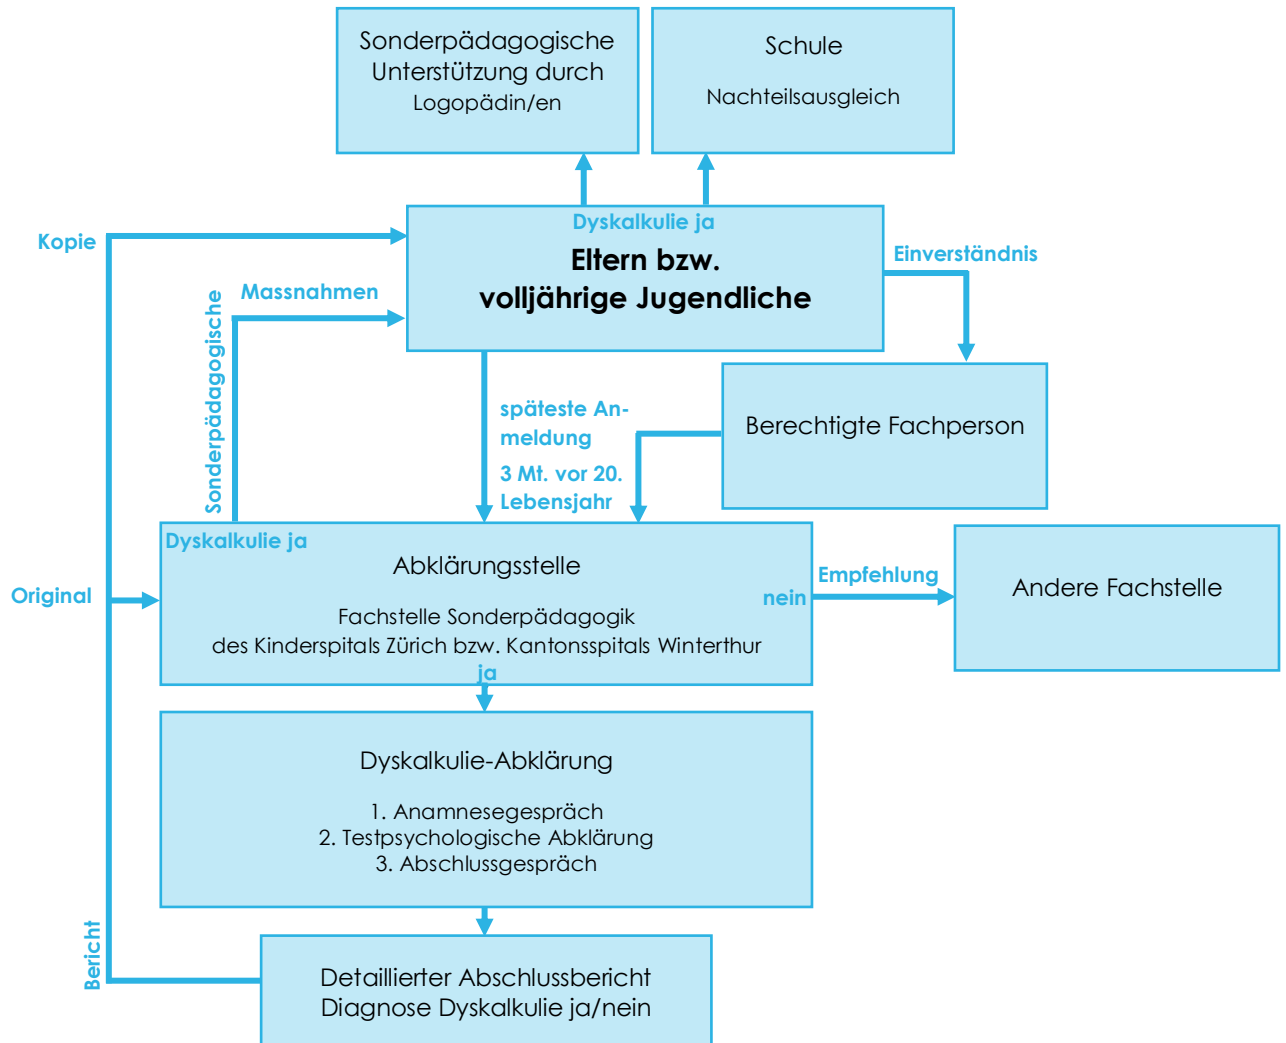 Sonderpädagogische
Unterstützung durch
Logopädin/en
Schule
Nachteilsausgleich
Dyskalkulie ja
Eltern bzw.
volljährige Jugendliche
Kopie
Einverständnis
Massnahmen
Sonderpädagogische
späteste An-
meldung
3 Mt. vor 20.
Lebensjahr
Berechtigte Fachperson
Dyskalkulie ja
Abklärungsstelle
Fachstelle Sonderpädagogik
des Kinderspitals Zürich bzw. Kantonsspitals Winterthur
ja
nein
Empfehlung
Andere Fachstelle
Original
Dyskalkulie-Abklärung
1. Anamnesegespräch
2. Testpsychologische Abklärung
3. Abschlussgespräch
Bericht
Detaillierter Abschlussbericht
Diagnose Dyskalkulie ja/nein